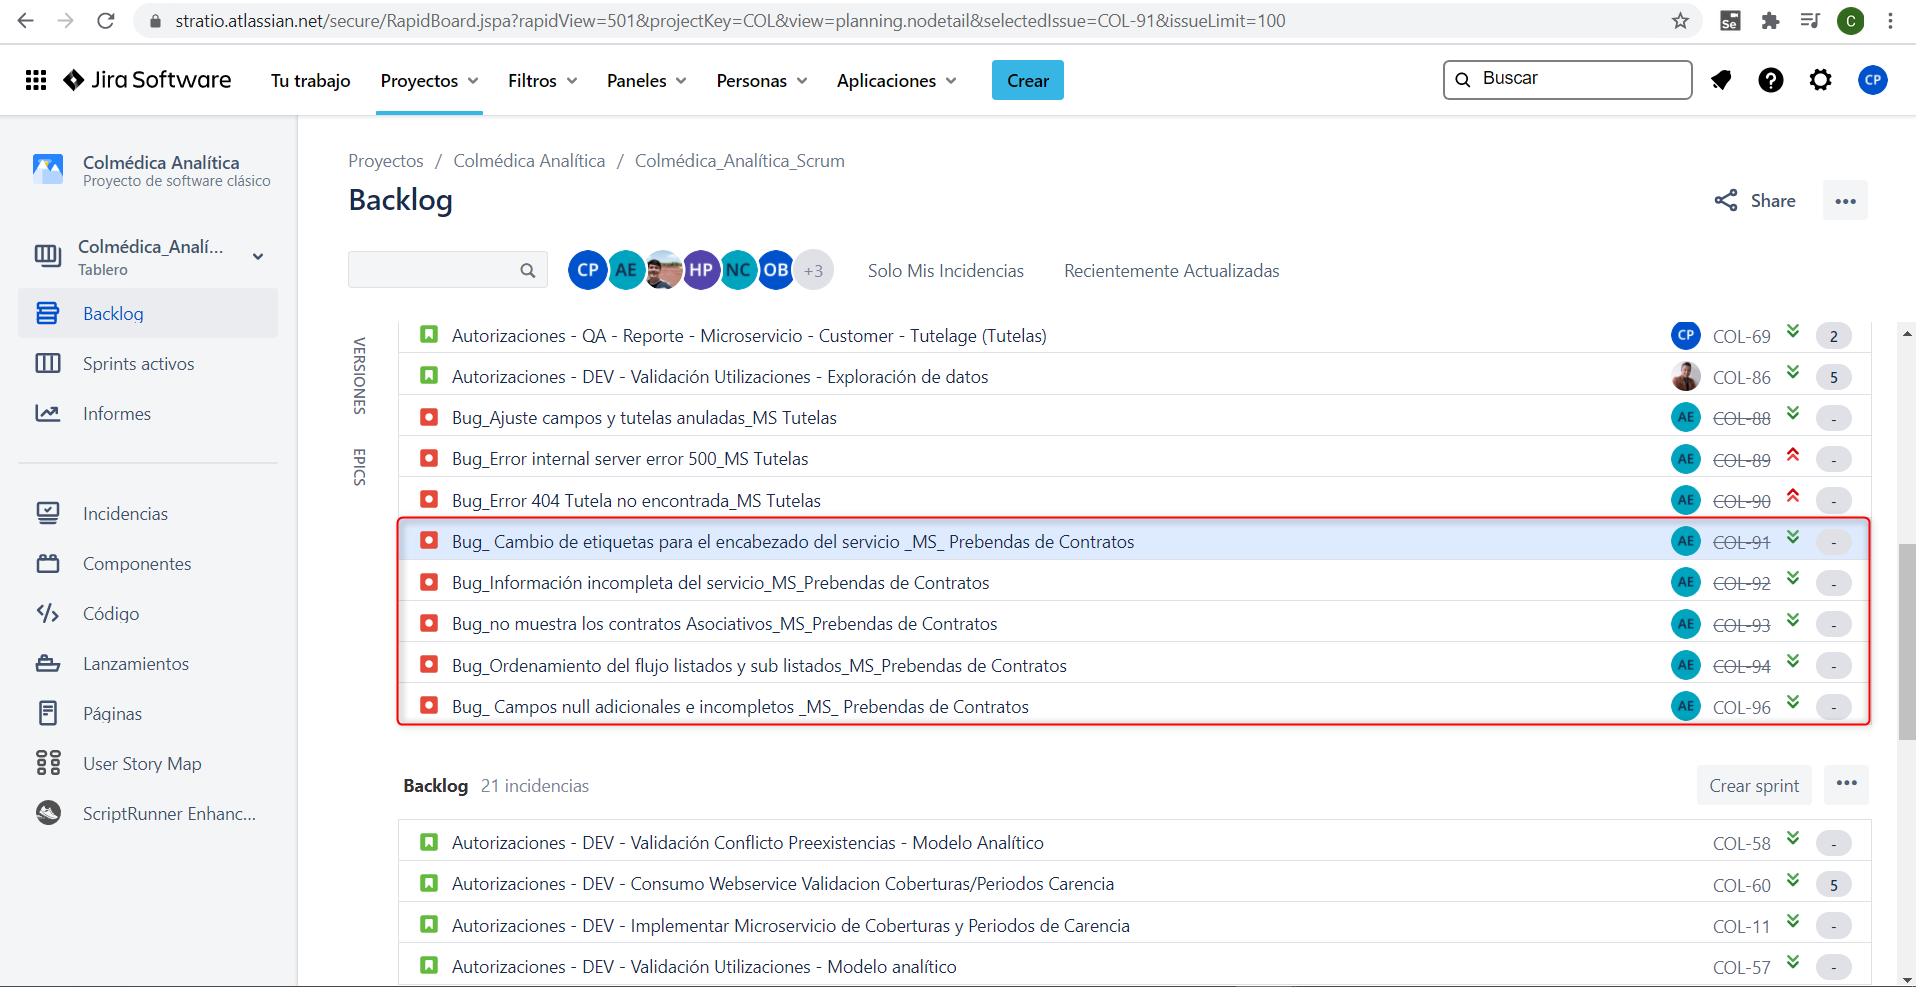 stratio.atlassian.net/secure/RapidBoard.jspa?rapidView=501&projectKey=COL&view=planning.nodetail&selectedIssue=COL-91&issueLimit=100
Se
C
Jira Software
Tu trabajo
Proyectos
Filtros
Paneles
Personas
Aplicaciones
Crear
Buscar
CP
Colmédica Analítica
Proyecto de software clásico
Colmédica_Analí...
Tablero
Backlog
Sprints activos
Informes
Incidencias
Componentes
Código
Lanzamientos
Páginas
User Story Map
ScriptRunner Enhanc...
Proyectos / Colmédica Analítica / Colmédica_Analítica_Scrum
Backlog
Share
CP AE HP NC OB +3
Solo Mis Incidencias
Recientemente Actualizadas
VERSIONES
EPICS
Autorizaciones - QA - Reporte - Microservicio - Customer - Tutelage (Tutelas) CP COL-69 2
Autorizaciones - DEV - Validación Utilizaciones - Exploración de datos COL-86 5
Bug_Ajuste campos y tutelas anuladas_MS Tutelas AE COL-88 -
Bug_Error internal server error 500_MS Tutelas AE COL-89 -
Bug_Error 404 Tutela no encontrada_MS Tutelas AE COL-90 -
Bug_ Cambio de etiquetas para el encabezado del servicio _MS_ Prebendas de Contratos AE COL-91 -
Bug_Información incompleta del servicio_MS_Prebendas de Contratos AE COL-92 -
Bug_no muestra los contratos Asociativos_MS_Prebendas de Contratos AE COL-93 -
Bug_Ordenamiento del flujo listados y sub listados_MS_Prebendas de Contratos AE COL-94 -
Bug_ Campos null adicionales e incompletos _MS_ Prebendas de Contratos AE COL-96 -
Backlog 21 incidencias
Crear sprint
Autorizaciones - DEV - Validación Conflicto Preexistencias - Modelo Analítico COL-58 -
Autorizaciones - DEV - Consumo Webservice Validacion Coberturas/Periodos Carencia COL-60 5
Autorizaciones - DEV - Implementar Microservicio de Coberturas y Periodos de Carencia COL-11 -
Autorizaciones - DEV - Validación Utilizaciones - Modelo analítico COL-57 -